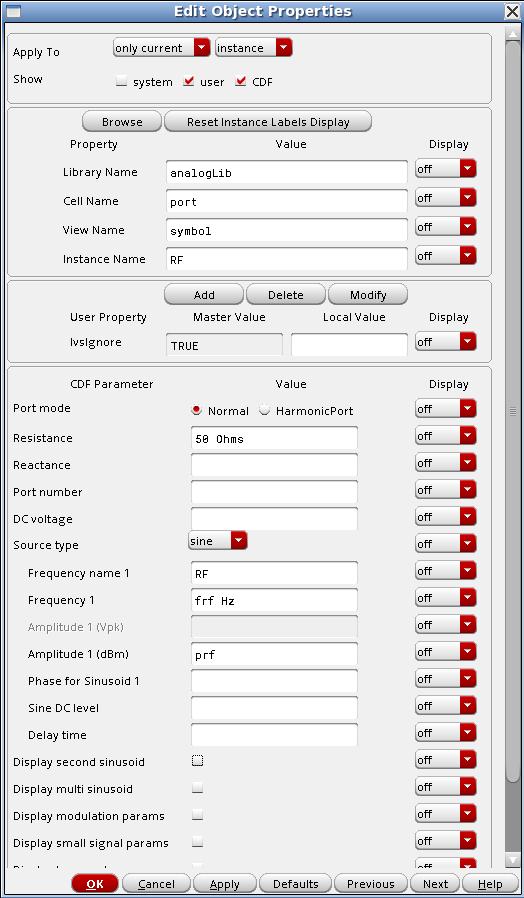 Edit Object Properties
Apply To only current instance
Show system user CDF
Browse Reset Instance Labels Display
Property Value Display
Library Name analogLib off
Cell Name port off
View Name symbol off
Instance Name RF off
Add Delete Modify
User Property Master Value Local Value Display
lvsIgnore TRUE off
CDF Parameter Value Display
Port mode Normal HarmonicPort off
Resistance 50 Ohms off
Reactance off
Port number off
DC voltage off
Source type sine off
Frequency name 1 RF off
Frequency 1 frf Hz off
Amplitude 1 (Vpk) off
Amplitude 1 (dBm) prf off
Phase for Sinusoid 1 off
Sine DC level off
Delay time off
Display second sinusoid off
Display multi sinusoid off
Display modulation params off
Display small signal params off
OK Cancel Apply Defaults Previous Next Help